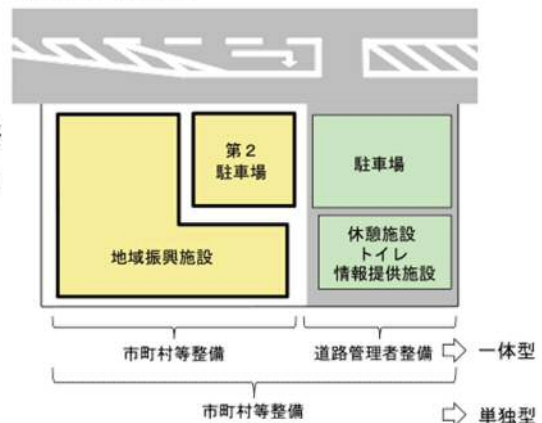 第２
駐車場
駐車場
地域振興施設
休憩施設
トイレ
情報提供施設
市町村等整備
道路管理者整備
一体型
市町村等整備
単独型